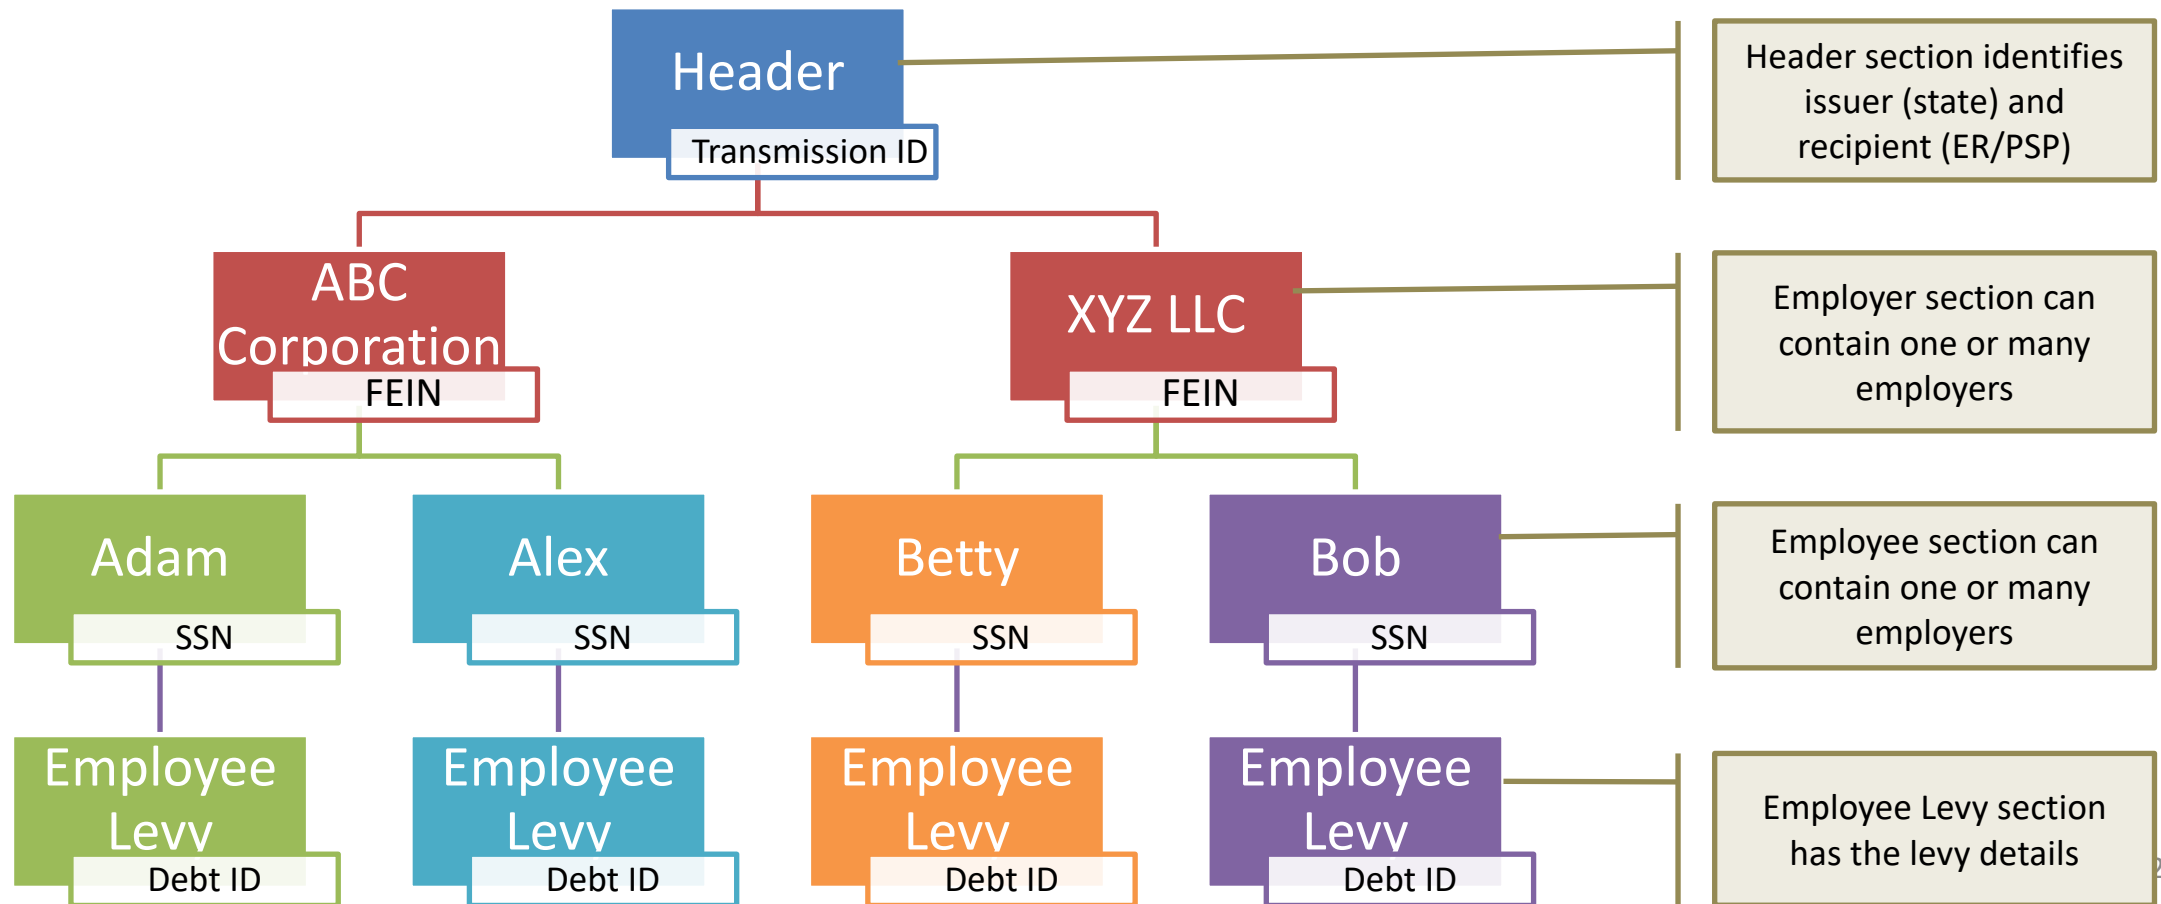 Header
Transmission ID
Header section identifies
issuer (state) and
recipient (ER/PSP)
ABC
Corporation
FEIN
XYZ LLC
FEIN
Employer section can
contain one or many
employers
Adam
SSN
Alex
SSN
Betty
SSN
Bob
SSN
Employee section can
contain one or many
employers
Employee
Levy
Debt ID
Employee
Levy
Debt ID
Employee
Levy
Debt ID
Employee
Levy
Debt ID
Employee Levy section
has the levy details